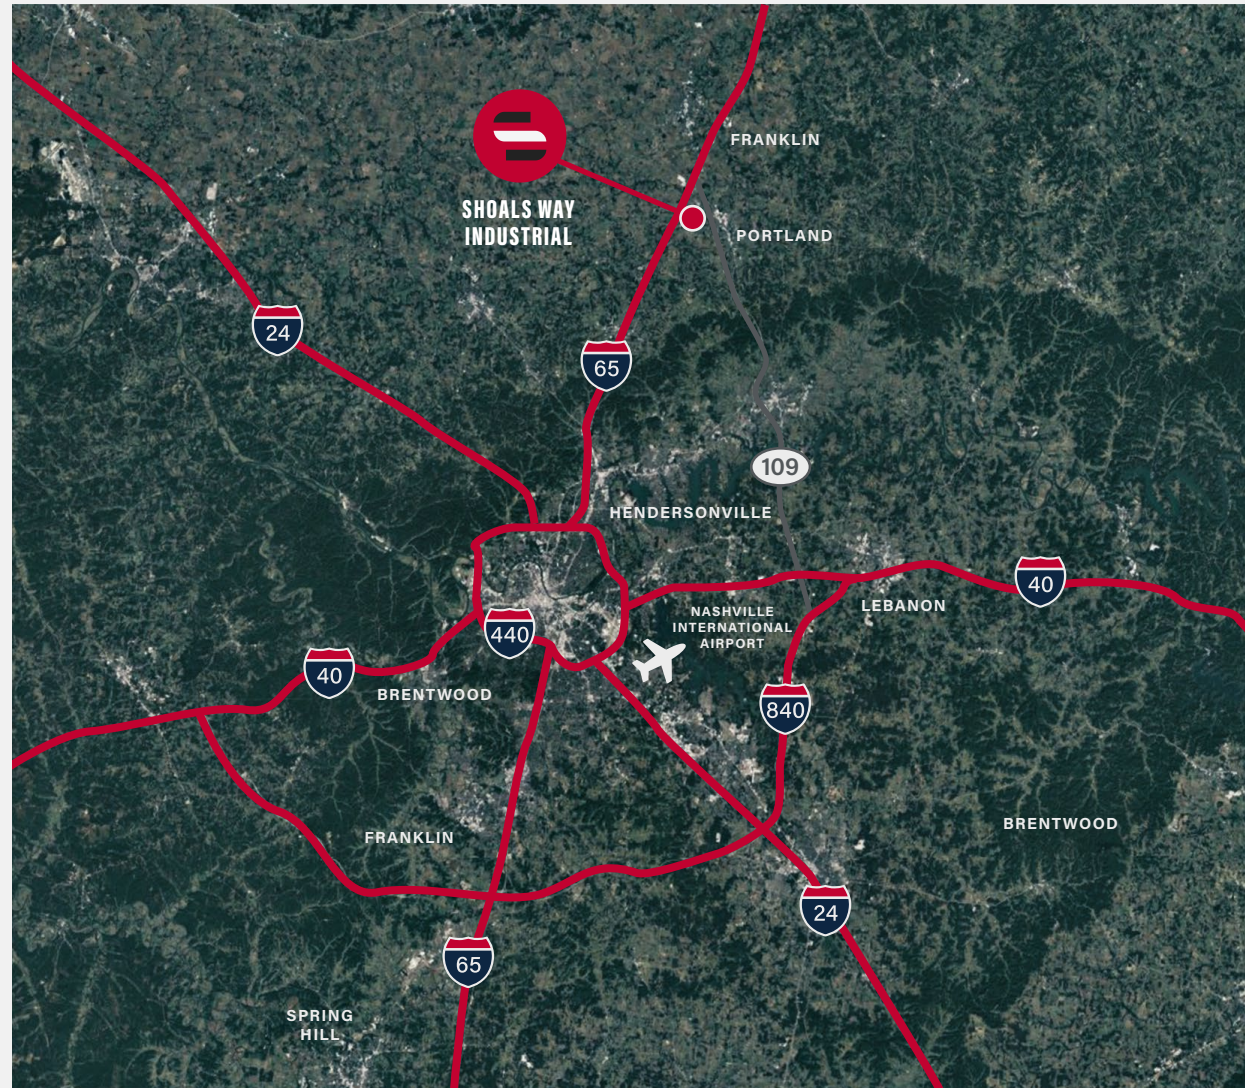 FRANKLIN
SHOALS WAY
INDUSTRIAL
PORTLAND
24
65
109
HENDERSONVILLE
40
LEBANON
NASHVILLE
INTERNATIONAL
AIRPORT
440
40
BRENTWOOD
840
BRENTWOOD
FRANKLIN
24
65
SPRING
HILL